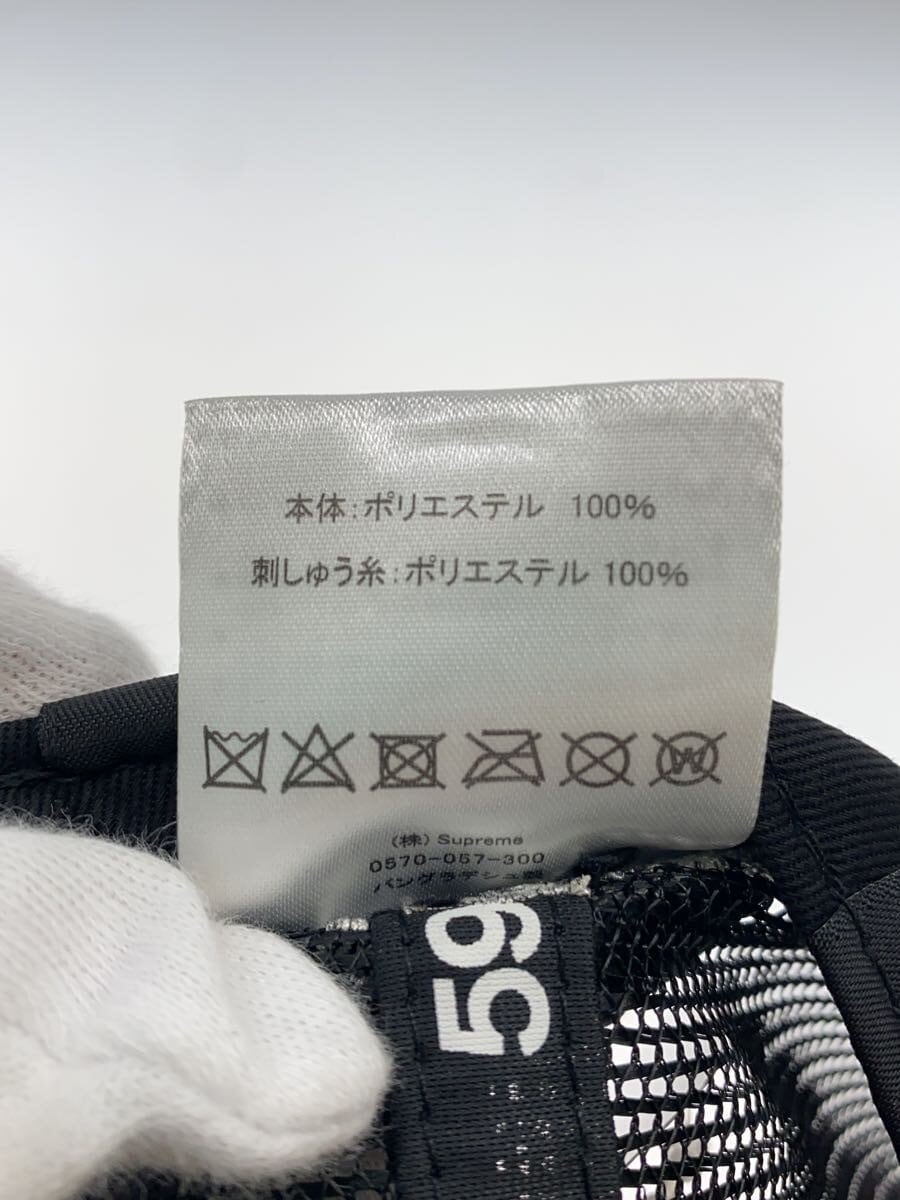 本体:ポリエステル 100%
刺しゅう糸:ポリエステル 100%
W
(株) Supreme
0570-057-300
バングラデシュ製
59